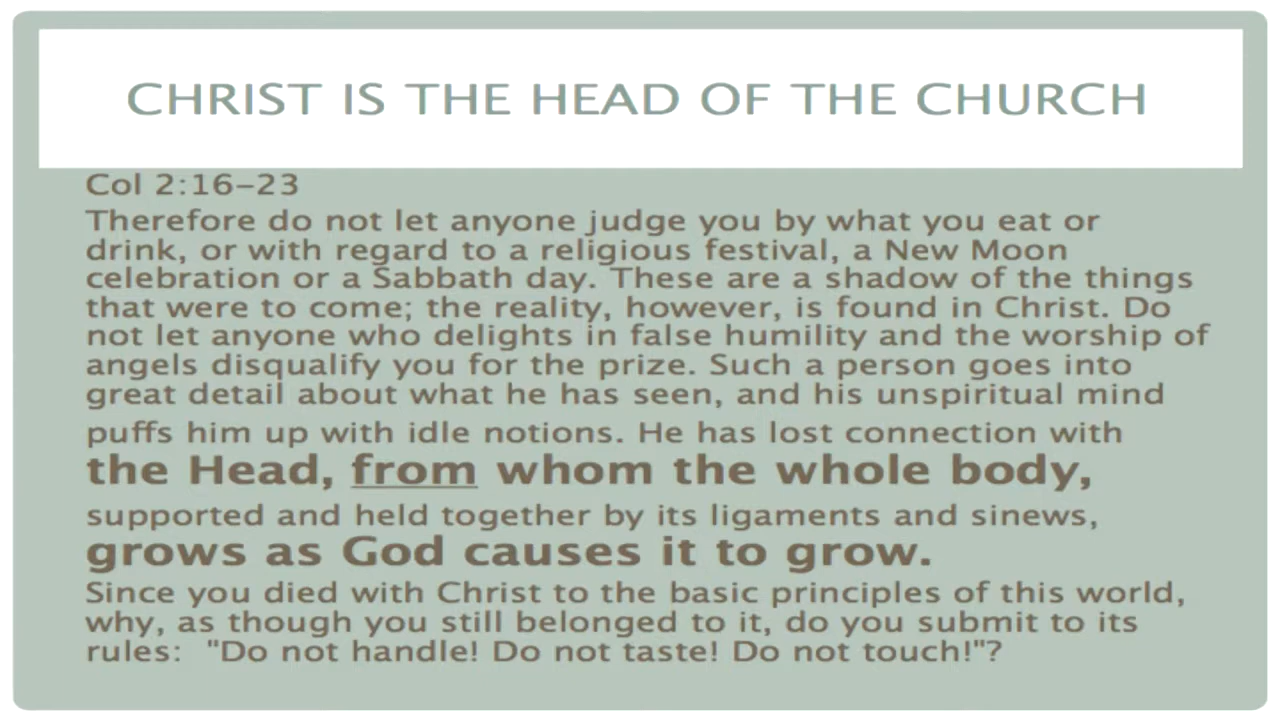 CHRIST IS THE HEAD OF THE CHURCH
Col 2:16–23
Therefore do not let anyone judge you by what you eat or
drink, or with regard to a religious festival, a New Moon
celebration or a Sabbath day. These are a shadow of the things
that were to come; the reality, however, is found in Christ. Do
not let anyone who delights in false humility and the worship of
angels disqualify you for the prize. Such a person goes into
great detail about what he has seen, and his unspiritual mind
puffs him up with idle notions. He has lost connection with
the Head, from whom the whole body,
supported and held together by its ligaments and sinews,
grows as God causes it to grow.
Since you died with Christ to the basic principles of this world,
why, as though you still belonged to it, do you submit to its
rules:  "Do not handle! Do not taste! Do not touch!"?